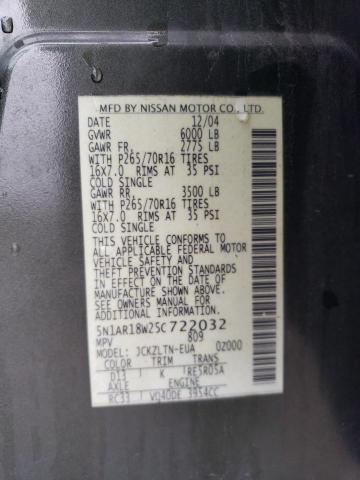 MFD BY NISSAN MOTOR CO., LTD.
DATE 12/04
GVWR 6000 LB
GAWR FR. 2775 LB
WITH P265/70R16 TIRES
16X7.0 RIMS AT 35 PSI
COLD SINGLE
GAWR RR. 3500 LB
WITH P265/70R16 TIRES
16X7.0 RIMS AT 35 PSI
COLD SINGLE
THIS VEHICLE CONFORMS TO
ALL APPLICABLE FEDERAL MOTOR
VEHICLE SAFETY AND
THEFT PREVENTION STANDARDS
IN EFFECT ON THE DATE OF
MANUFACTURE SHOWN ABOVE. SEE
OWNERS MANUAL FOR
ADDITIONAL INFORMATION.
5N1AR18W25C722032
MPV 809
MODEL JCKZLTN-EUA 02000
COLOR TRIM TRANS
D13 K RE5R05A
AXLE ENGINE
RC33 VQ40DE 3954CC